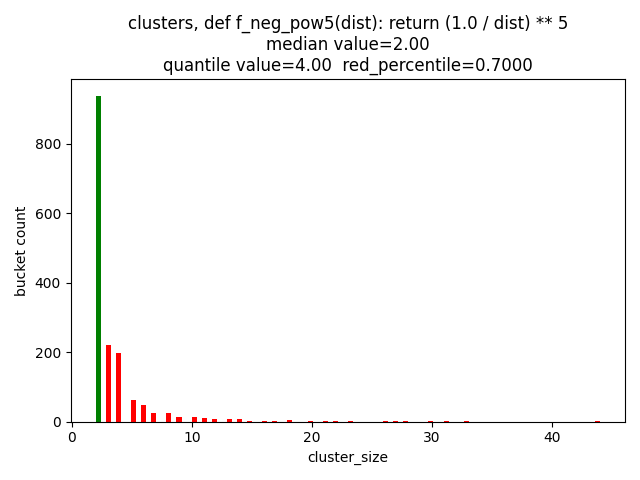 clusters, def f_neg_pow5(dist): return (1.0 / dist) ** 5
median value=2.00
quantile value=4.00  red_percentile=0.7000
800
600
400
200
0
bucket count
0 10 20 30 40
cluster_size